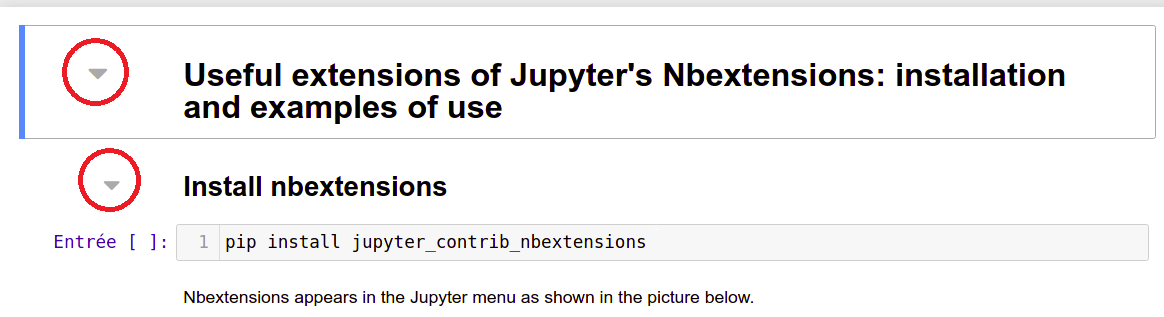 Useful extensions of Jupyter's Nbextensions: installation
and examples of use
Install nbextensions
Entrée [ ]: 1 pip install jupyter_contrib_nbextensions
Nbextensions appears in the Jupyter menu as shown in the picture below.